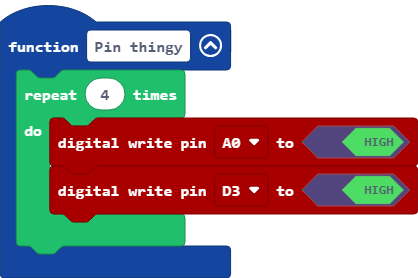 function Pin thingy
repeat 4 times
do
digital write pin A0 to HIGH
digital write pin D3 to HIGH